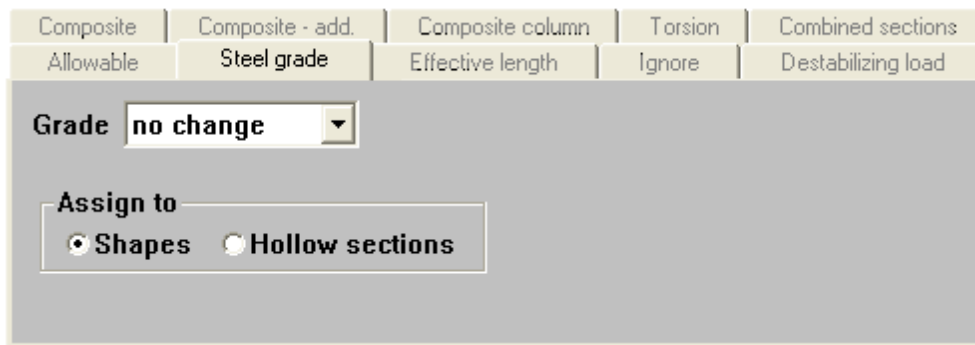 Composite Composite - add. Composite column Torsion Combined sections
Allowable Steel grade Effective length Ignore Destabilizing load
Grade no change
Assign to
Shapes Hollow sections